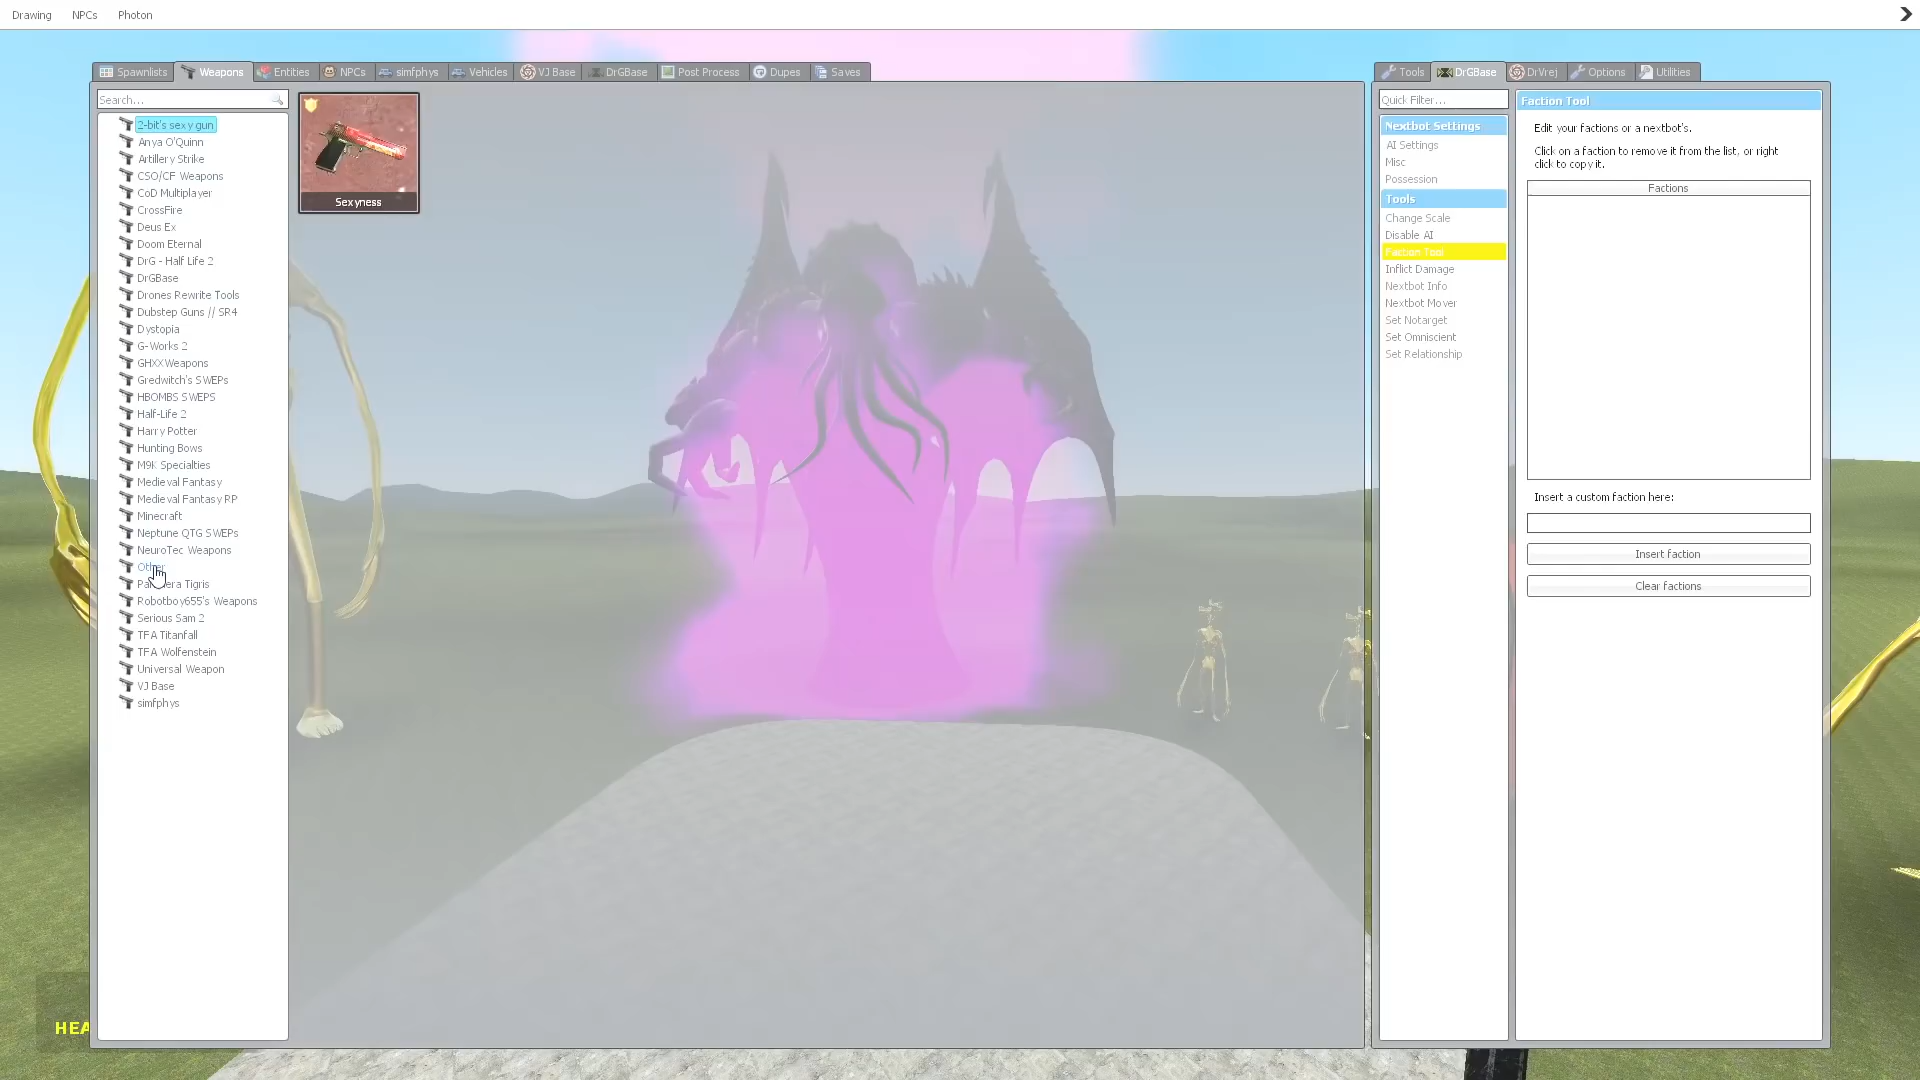 Drawing NPCs Photon
Spawnlists Weapons Entities NPCs simfphys Vehicles VJ Base DrGBase Post Process Dupes Saves
Search...
2-bit's sexy gun
Anya O'Quinn
Artillery Strike
CSO/CF Weapons
CoD Multiplayer
CrossFire
Deus Ex
Doom Eternal
DrG - Half Life 2
DrGBase
Drones Rewrite Tools
Dubstep Guns // SR4
Dystopia
G-Works 2
GHXX Weapons
Gredwitch's SWEPs
HBOMBS SWEPS
Half-Life 2
Harry Potter
Hunting Bows
M9K Specialties
Medieval Fantasy
Medieval Fantasy RP
Minecraft
Neptune QTG SWEPs
NeuroTec Weapons
Other
Tigris
Robotboy655's Weapons
Serious Sam 2
TFA Titanfall
TFA Wolfenstein
Universal Weapon
VJ Base
simfphys
Sexyness
Tools DrGBase DrVrej Options Utilities
Quick Filter...
Nextbot Settings
AI Settings
Misc
Possession
Tools
Change Scale
Disable AI
Faction Tool
Inflict Damage
Nextbot Info
Nextbot Mover
Set Notarget
Set Omniscient
Set Relationship
Faction Tool
Edit your factions or a nextbot's.
Click on a faction to remove it from the list, or right
click to copy it.
Factions
Insert a custom faction here:
Insert faction
Clear factions
HEA